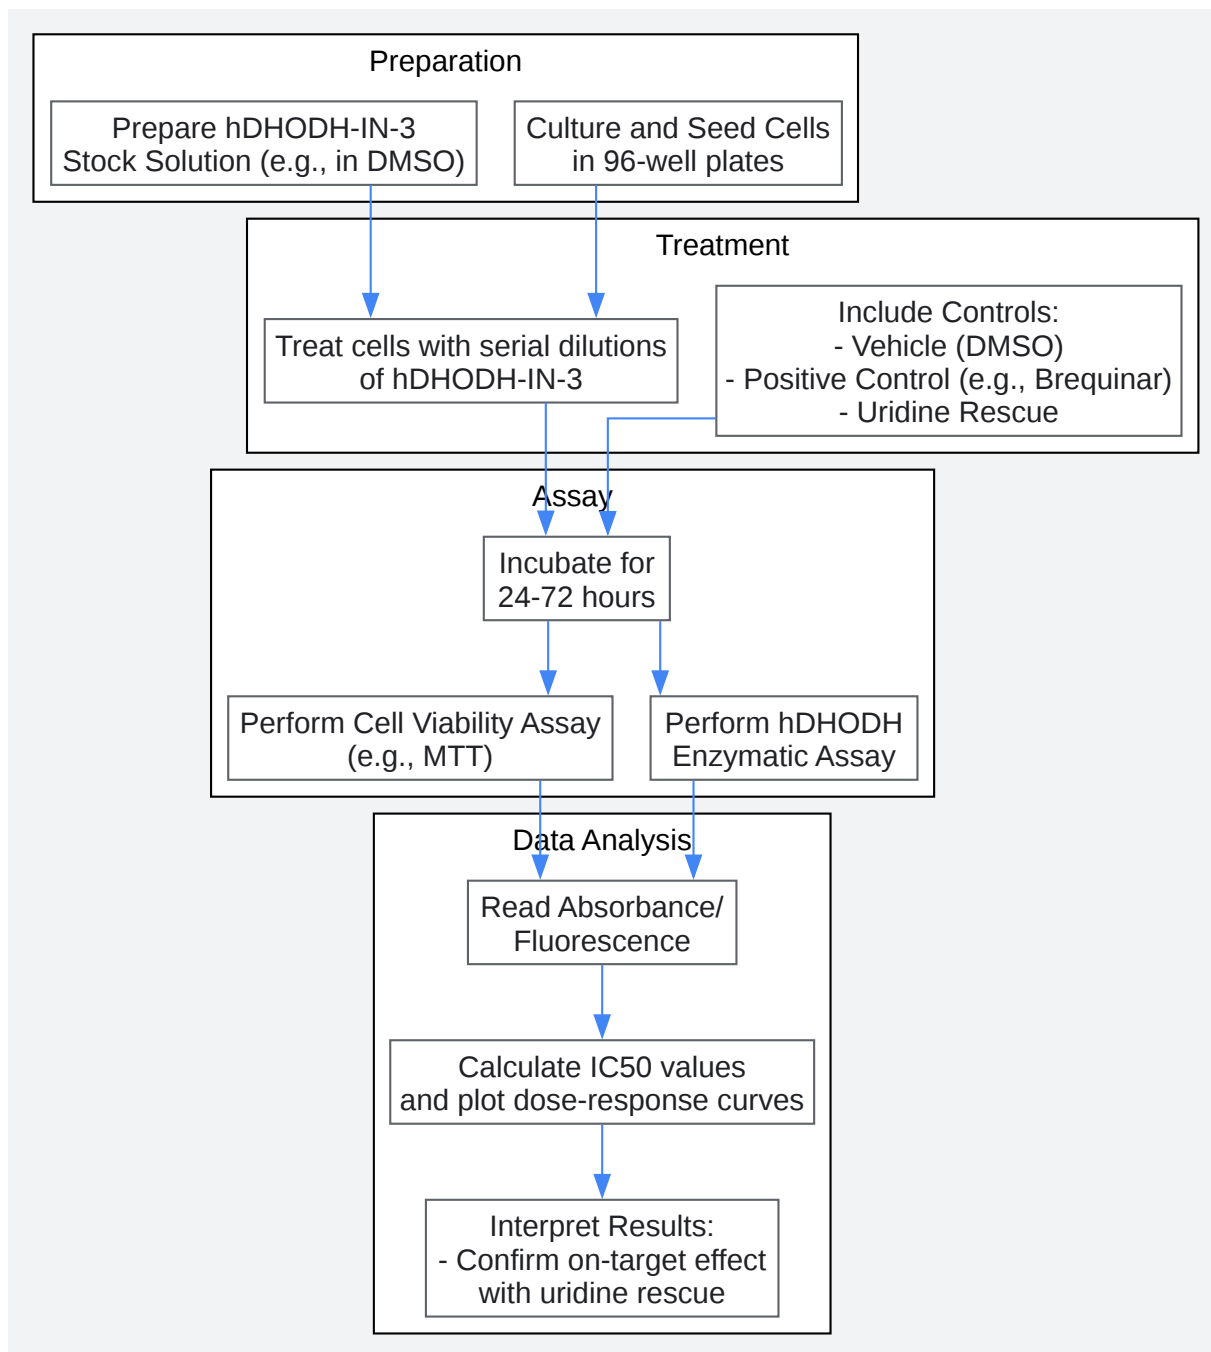 Preparation
Prepare hDHODH-IN-3
Stock Solution (e.g., in DMSO)
Culture and Seed Cells
in 96-well plates
Treatment
Treat cells with serial dilutions
of hDHODH-IN-3
Include Controls:
- Vehicle (DMSO)
- Positive Control (e.g., Brequinar)
- Uridine Rescue
Assay
Incubate for
24-72 hours
Perform Cell Viability Assay
(e.g., MTT)
Perform hDHODH
Enzymatic Assay
Data Analysis
Read Absorbance/
Fluorescence
Calculate IC50 values
and plot dose-response curves
Interpret Results:
- Confirm on-target effect
with uridine rescue